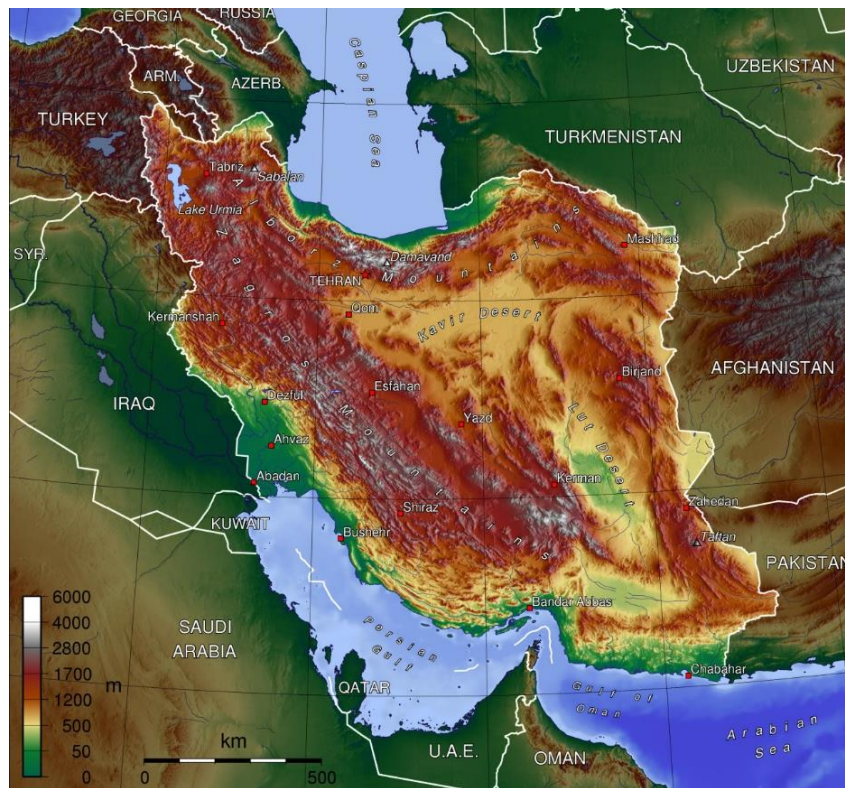 GEORGIA
RUSSIA
ARM.
AZERB.
TURKEY
UZBEKISTAN
TURKMENISTAN
Caspian Sea
Tabriz
Sabalan
Lake Urmia
SYR.
Alborz Mountains
Damavand
TEHRAN
Mashhad
Qom
Kavir Desert
Kermanshah
Zagros Mountains
Birjand
AFGHANISTAN
IRAQ
Dezful
Esfahan
Yazd
Lut Desert
Ahvaz
Abadan
Kerman
Shiraz
Zahedan
KUWAIT
Bushehr
Taftan
PAKISTAN
Bandar Abbas
SAUDI
ARABIA
Persian
Gulf
Chabahar
QATAR
Gulf of
Oman
Arabian
Sea
U.A.E.
OMAN
6000
4000
2800
1700
1200
500
50
0
m
km
0
500